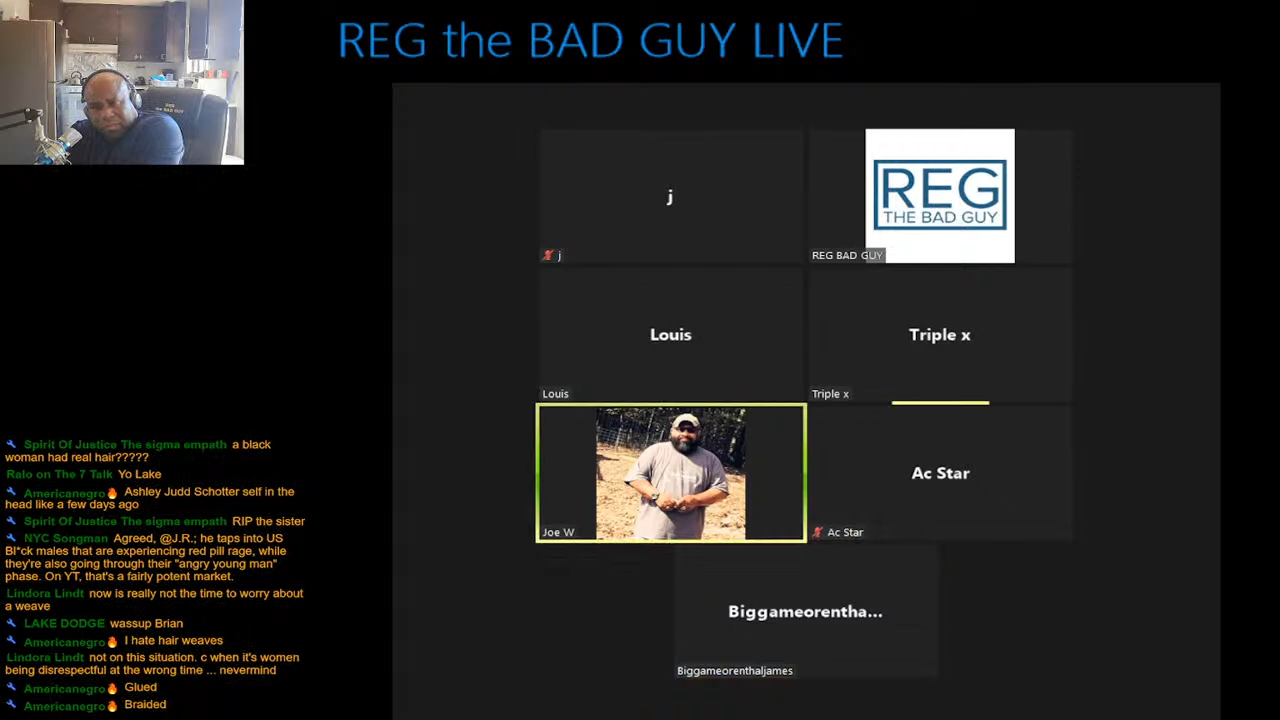 REG the BAD GUY LIVE
REG
the BAD GUY
j
j
REG
THE BAD GUY
REG BAD GUY
Louis
Louis
Triple x
Triple x
Joe W
Ac Star
Ac Star
Biggameorentha...
Biggameorenthaljames
Spirit Of Justice The sigma empath a black
woman had real hair?????
Ralo on The 7 Talk Yo Lake
Americanegro🔥 Ashley Judd Schotter self in the
head like a few days ago
Spirit Of Justice The sigma empath RIP the sister
NYC Songman Agreed, @J.R.; he taps into US
Bl*ck males that are experiencing red pill rage, while
they're also going through their "angry young man"
phase. On YT, that's a fairly potent market.
Lindora Lindt now is really not the time to worry about
a weave
LAKE DODGE wassup Brian
Americanegro🔥 I hate hair weaves
Lindora Lindt not on this situation. c when it's women
being disrespectful at the wrong time ... nevermind
Americanegro🔥 Glued
Americanegro🔥 Braided